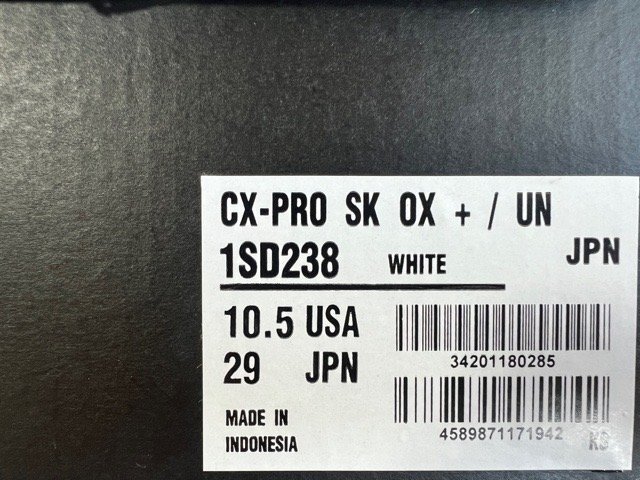 CX-PRO SK OX + / UN
1SD238 WHITE JPN
10.5 USA
29 JPN
34201180285
MADE IN
INDONESIA
4589871171942